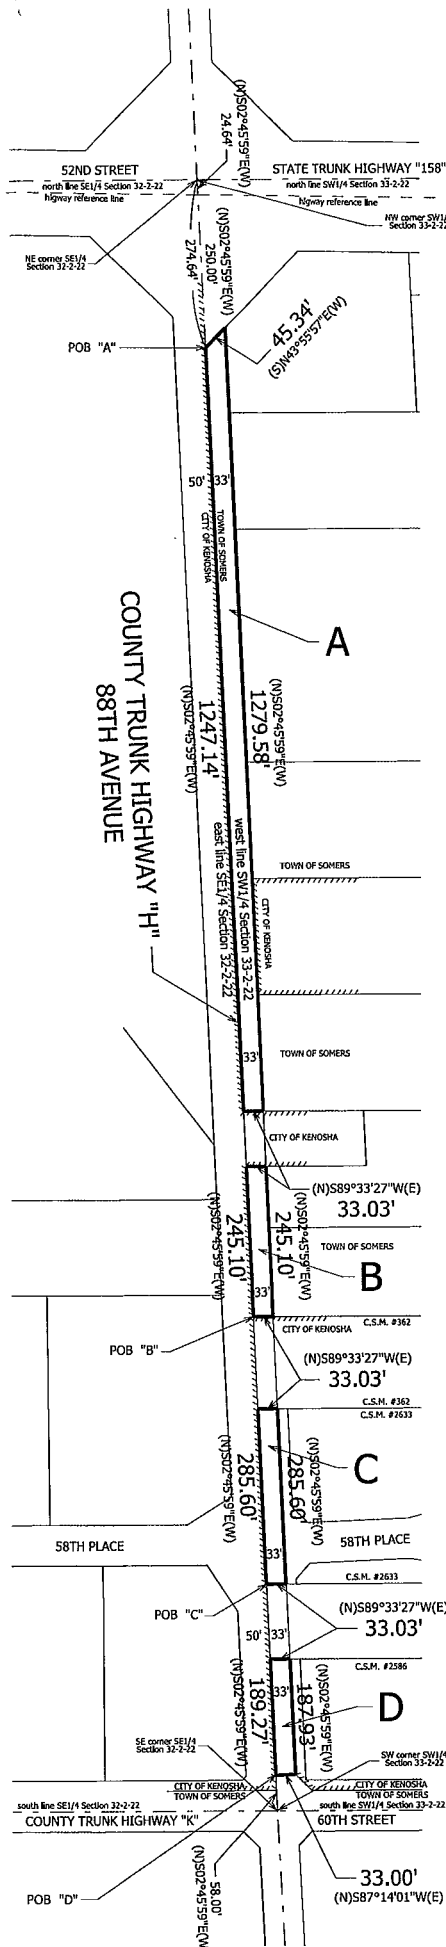 (N)S02°45'59"E(W)
24.64'
52ND STREET
STATE TRUNK HIGHWAY "158"
north line SE1/4 Section 32-2-22
north line SW1/4 Section 33-2-22
higway reference line
higway reference line
NW corner SW1/
Section 33-2-22
NE corner SE1/4
Section 32-2-22
(N)S02°45'59"E(W)
250.00'
274.64'
45.34'
(S)N43°55'57"E(W)
POB "A"
50'
33'
TOWN OF SOMERS
CITY OF KENOSHA
A
COUNTY TRUNK HIGHWAY "H"
88TH AVENUE
(N)S02°45'59"E(W)
1279.58'
1247.14'
(N)S02°45'59"E(W)
west line SW1/4 Section 33-2-22
east line SE1/4 Section 32-2-22
TOWN OF SOMERS
CITY OF KENOSHA
33'
TOWN OF SOMERS
CITY OF KENOSHA
(N)S89°33'27"W(E)
33.03'
(N)S02°45'59"E(W)
245.10'
245.10'
(N)S02°45'59"E(W)
TOWN OF SOMERS
B
33'
C.S.M. #362
CITY OF KENOSHA
POB "B"
(N)S89°33'27"W(E)
33.03'
C.S.M. #362
C.S.M. #2633
C
(N)S02°45'59"E(W)
285.60'
285.60'
(N)S02°45'59"E(W)
58TH PLACE
58TH PLACE
33'
C.S.M. #2633
(N)S89°33'27"W(E)
33.03'
POB "C"
50'
33'
C.S.M. #2586
33'
(N)S02°45'59"E(W)
187.93'
189.27'
(N)S02°45'59"E(W)
D
SE corner SE1/4
Section 32-2-22
SW corner SW1/4
Section 33-2-22
CITY OF KENOSHA
TOWN OF SOMERS
CITY OF KENOSHA
TOWN OF SOMERS
south line SE1/4 Section 32-2-22
south line SW1/4 Section 33-2-22
COUNTY TRUNK HIGHWAY "K"
60TH STREET
33.00'
(N)S87°14'01"W(E)
POB "D"
58.00'
(N)S02°45'59"E(W